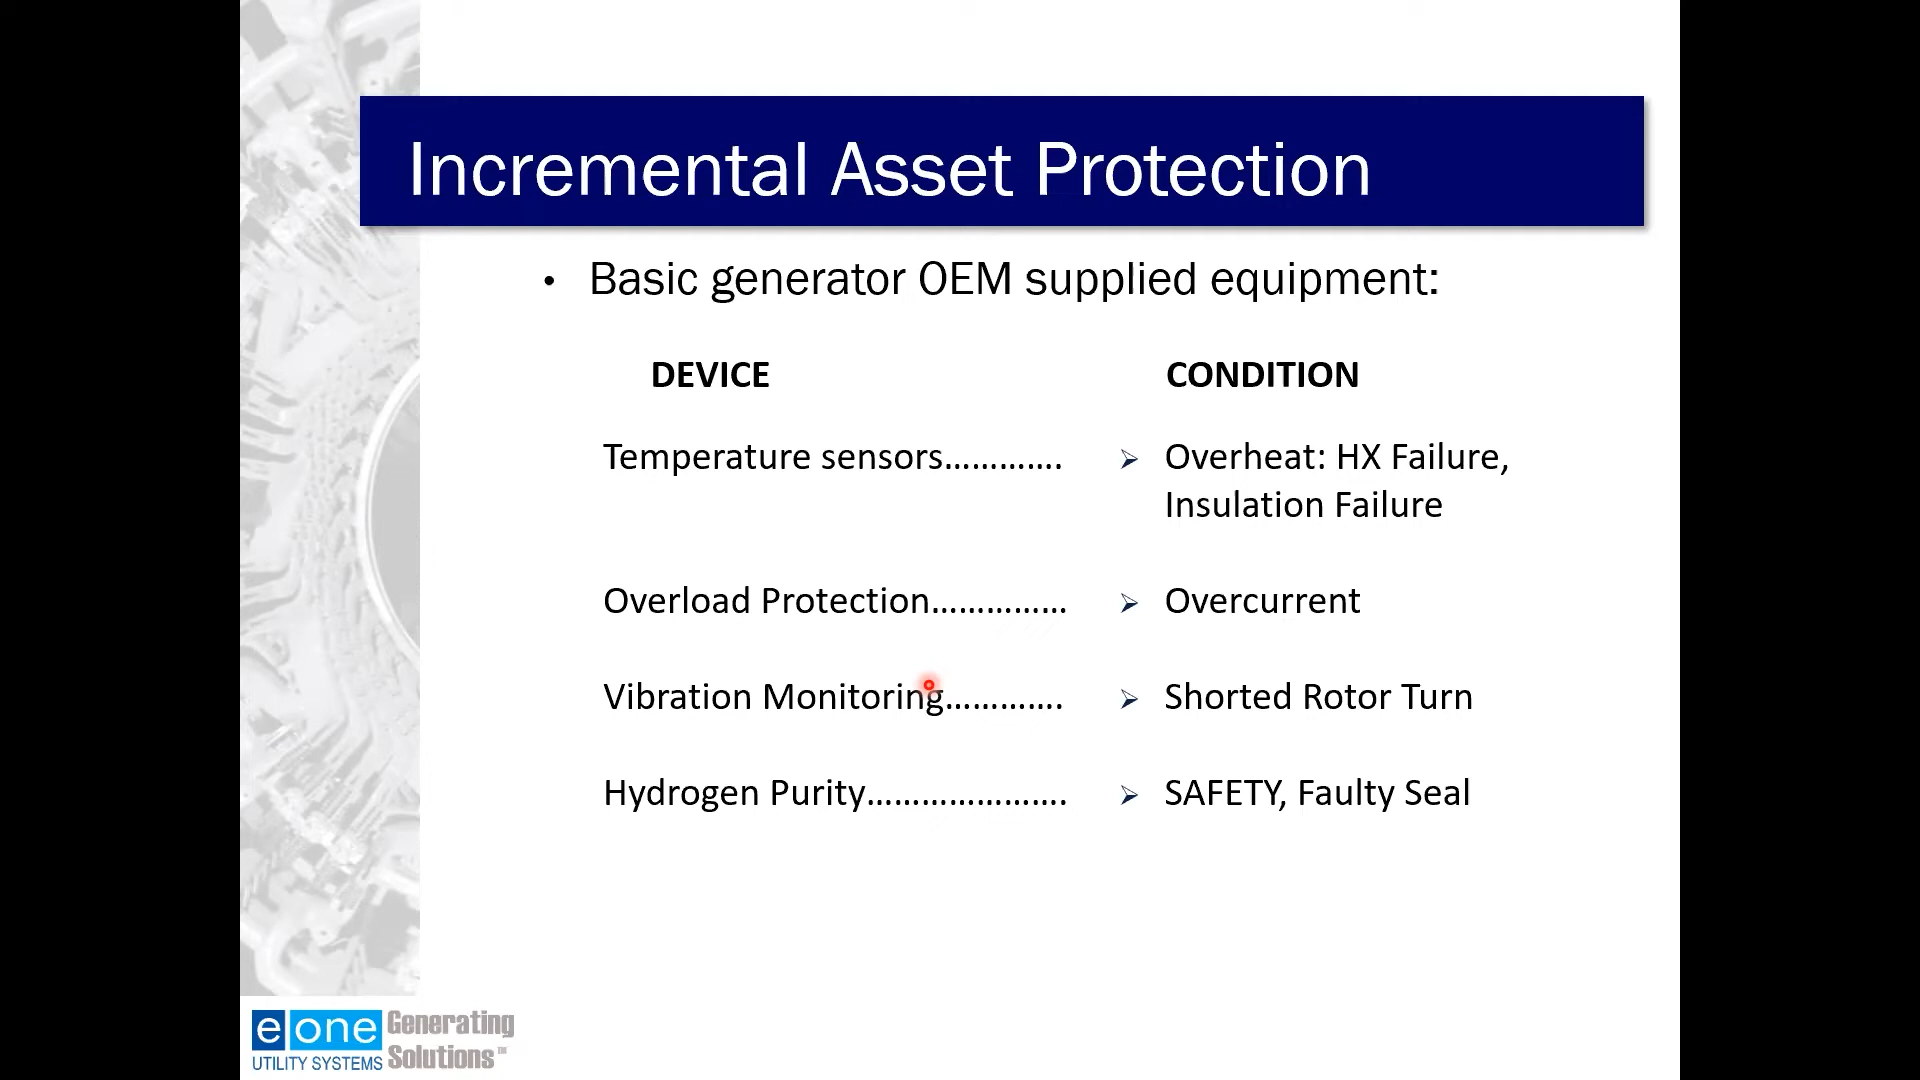 Incremental Asset Protection
• Basic generator OEM supplied equipment:
DEVICE CONDITION
Temperature sensors…………. ➢ Overheat: HX Failure,
Insulation Failure
Overload Protection…………… ➢ Overcurrent
Vibration Monitoring…………. ➢ Shorted Rotor Turn
Hydrogen Purity…………………. ➢ SAFETY, Faulty Seal
e one Generating
UTILITY SYSTEMS Solutions™